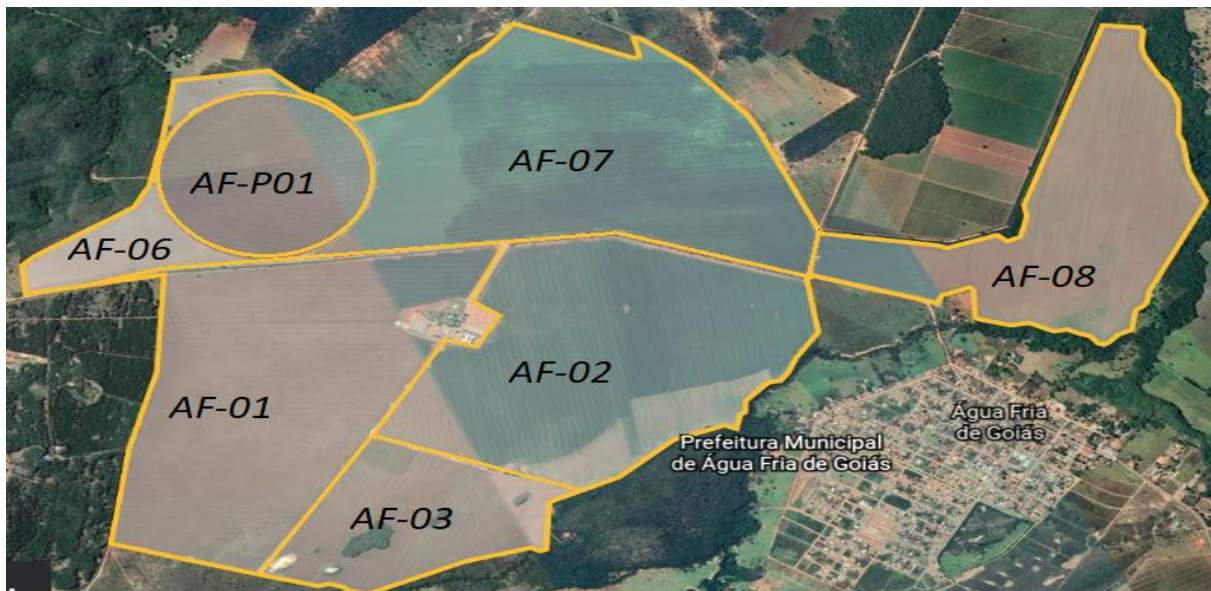 AF-07
AF-P01
AF-06
AF-08
AF-02
AF-01
Água Fria
de Goiás
Prefeitura Municipal
de Água Fria de Goiás
AF-03